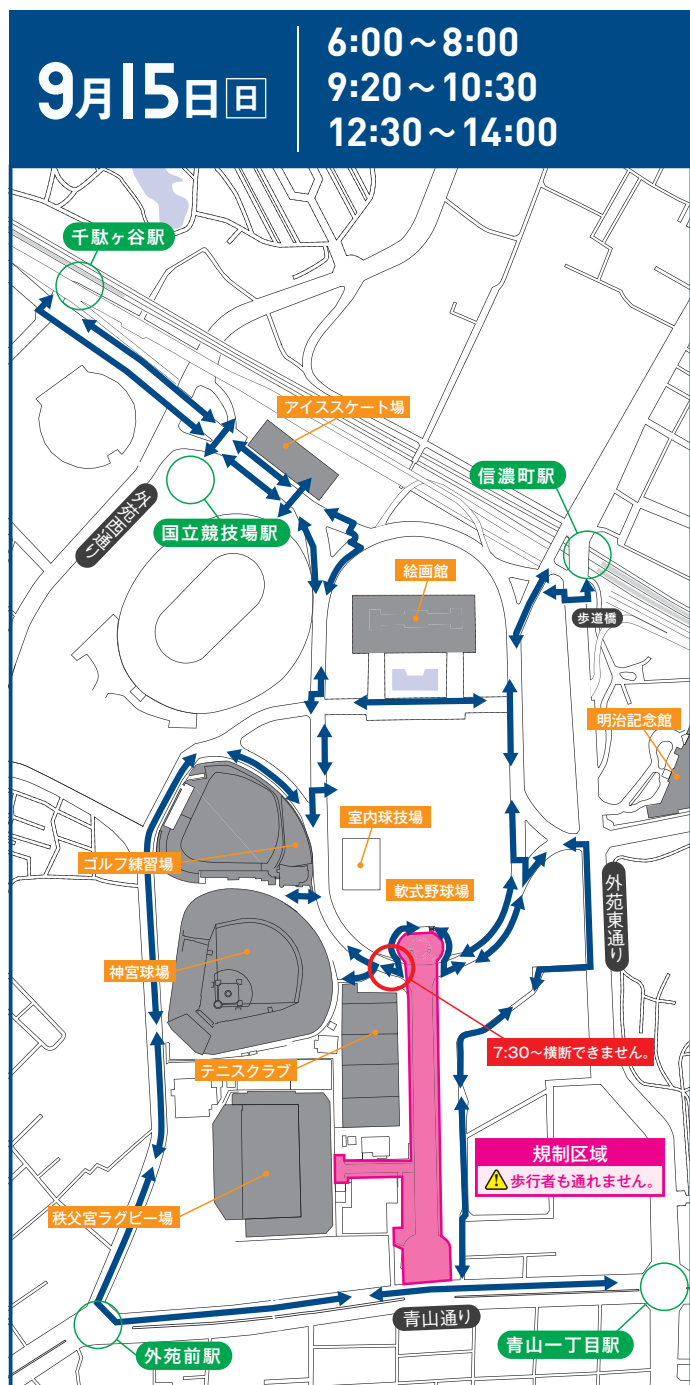 9月15日 日
6:00～8:00
9:20～10:30
12:30～14:00
千駄ヶ谷駅
アイススケート場
信濃町駅
外苑西通り
国立競技場駅
絵画館
歩道橋
明治記念館
室内球技場
ゴルフ練習場
軟式野球場
外苑東通り
神宮球場
7:30～横断できません。
テニスクラブ
規制区域
歩行者も通れません。
秩父宮ラグビー場
青山通り
外苑前駅
青山一丁目駅